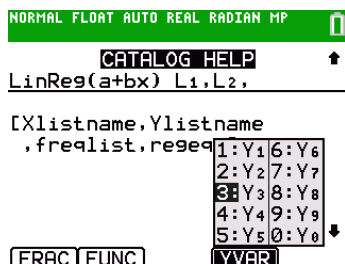 NORMAL FLOAT AUTO REAL RADIAN MP
CATALOG HELP
LinReg(a+bx) L₁,L₂,
[Xlistname,Ylistname
,freqlist,regeq
1:Y₁ 6:Y₆
2:Y₂ 7:Y₇
3:Y₃ 8:Y₈
4:Y₄ 9:Y₉
5:Y₅ 0:Y₀
FRAC FUNC YVAR